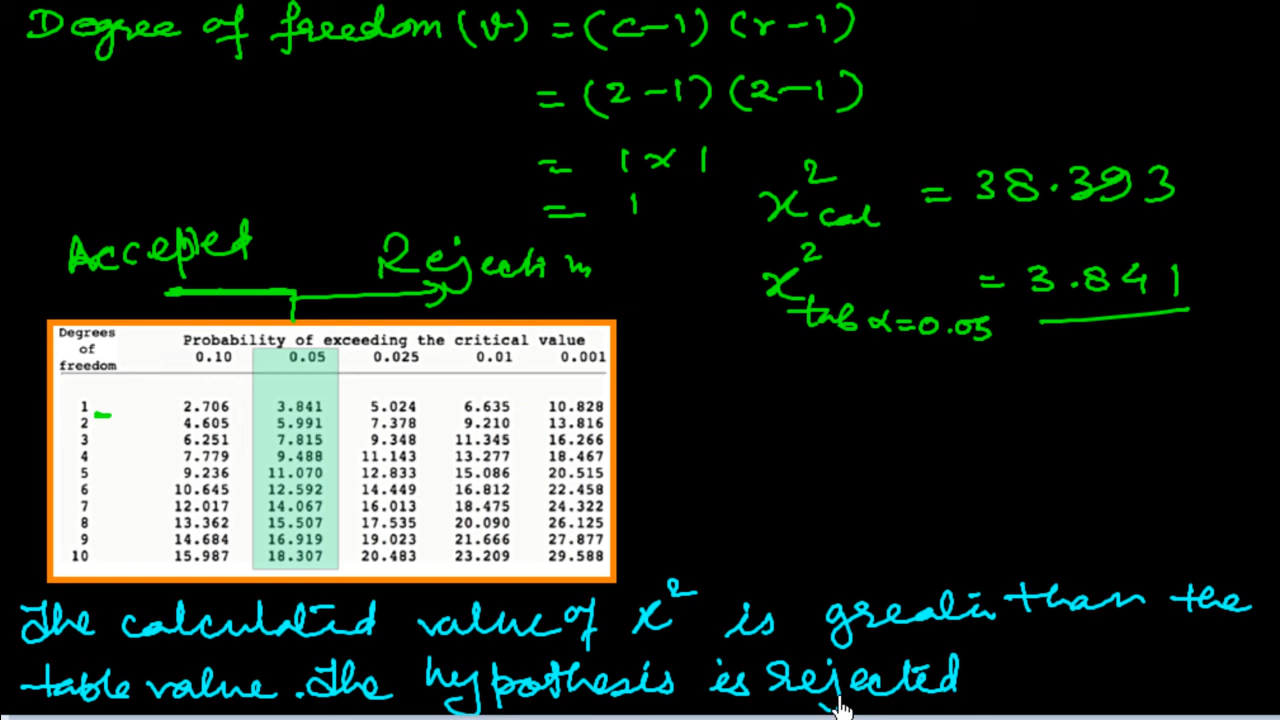 Degree of freedom (v) = (c-1) (r-1)
= (2-1) (2-1)
= 1 x 1
= 1
x² cal = 38.393
x² tab α=0.05 = 3.841
Accepted Rejection
Degrees of freedom
Probability of exceeding the critical value
0.10 0.05 0.025 0.01 0.001
1 2.706 3.841 5.024 6.635 10.828
2 4.605 5.991 7.378 9.210 13.816
3 6.251 7.815 9.348 11.345 16.266
4 7.779 9.488 11.143 13.277 18.467
5 9.236 11.070 12.833 15.086 20.515
6 10.645 12.592 14.449 16.812 22.458
7 12.017 14.067 16.013 18.475 24.322
8 13.362 15.507 17.535 20.090 26.125
9 14.684 16.919 19.023 21.666 27.877
10 15.987 18.307 20.483 23.209 29.588
The calculated value of x² is greater than the
table value. The hypothesis is rejected